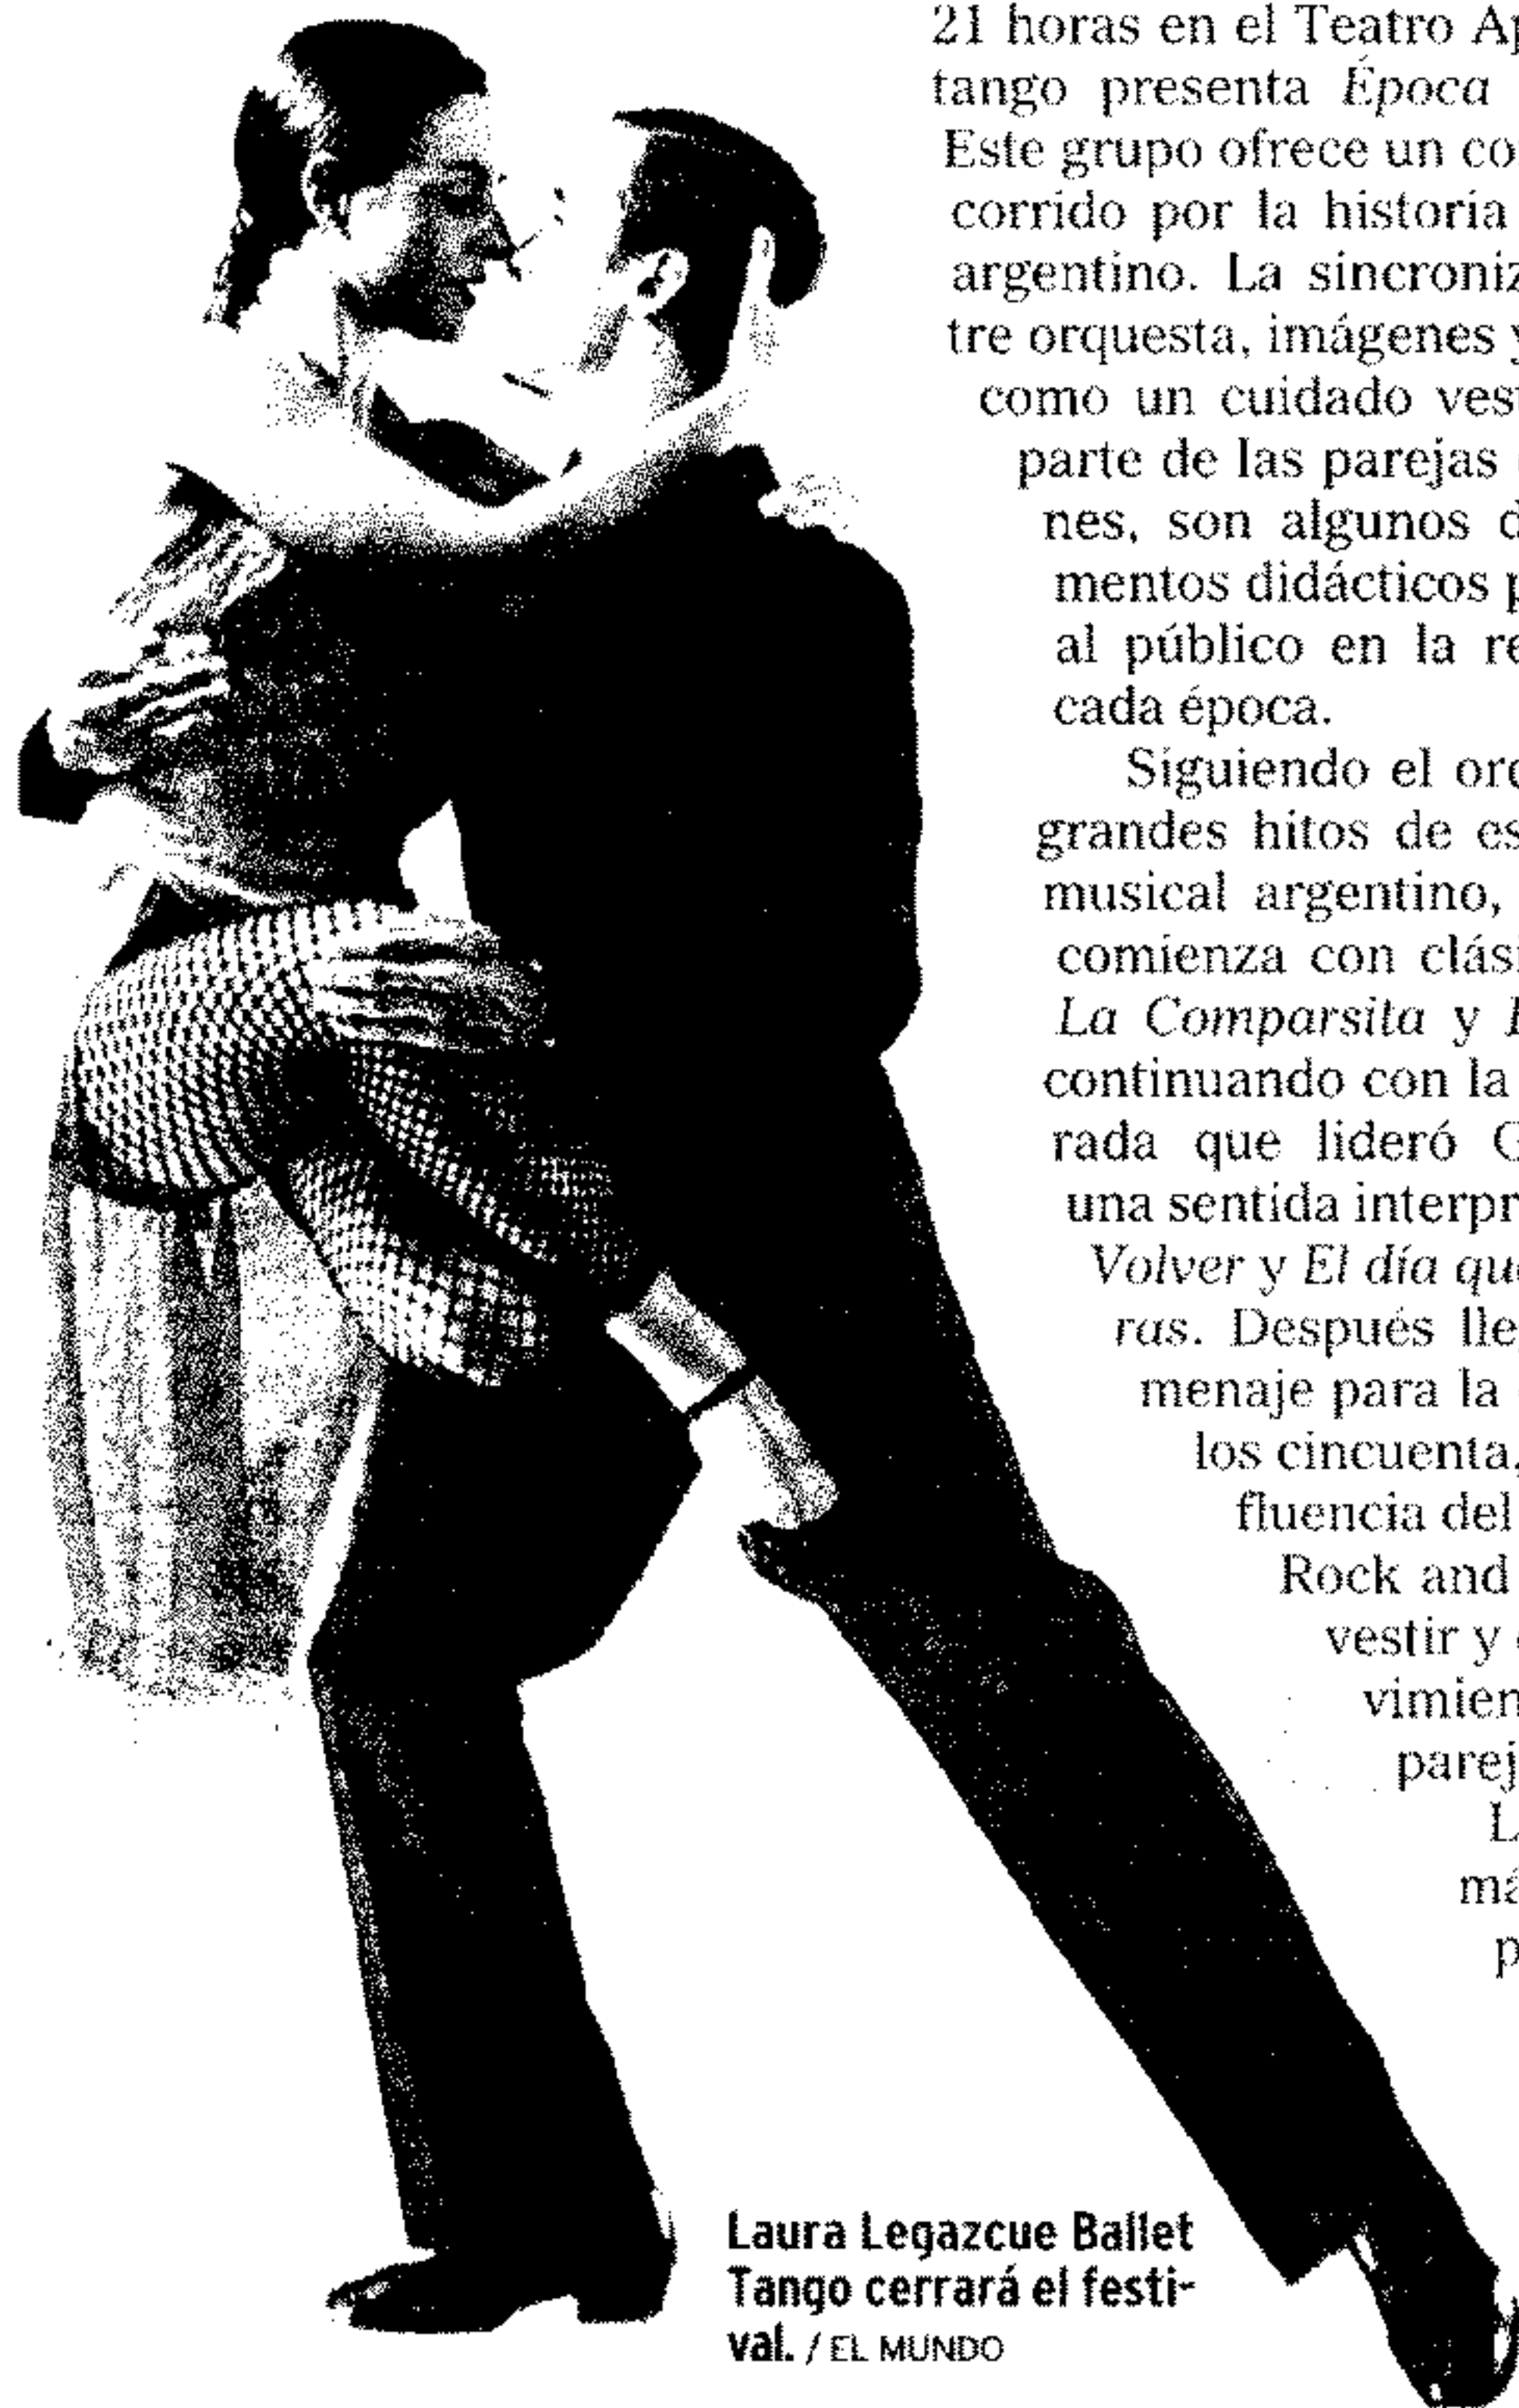 21 horas en el Teatro Ap
tango presenta Época
Este grupo ofrece un co
corrido por la historia
argentino. La sincroniz
tre orquesta, imágenes y
como un cuidado vest
parte de las parejas
nes, son algunos d
mentos didácticos p
al público en la re
cada época.
Siguiendo el ord
grandes hitos de es
musical argentino,
comienza con clási
La Comparsita y
continuando con la
rada que lideró G
una sentida interpr
Volver y El día que
ras. Después lle
menaje para la
los cincuenta,
fluencia del
Rock and
vestir y
vimien
parej
L
má
p
Laura Legazcue Ballet
Tango cerrará el festi-
val. / EL MUNDO